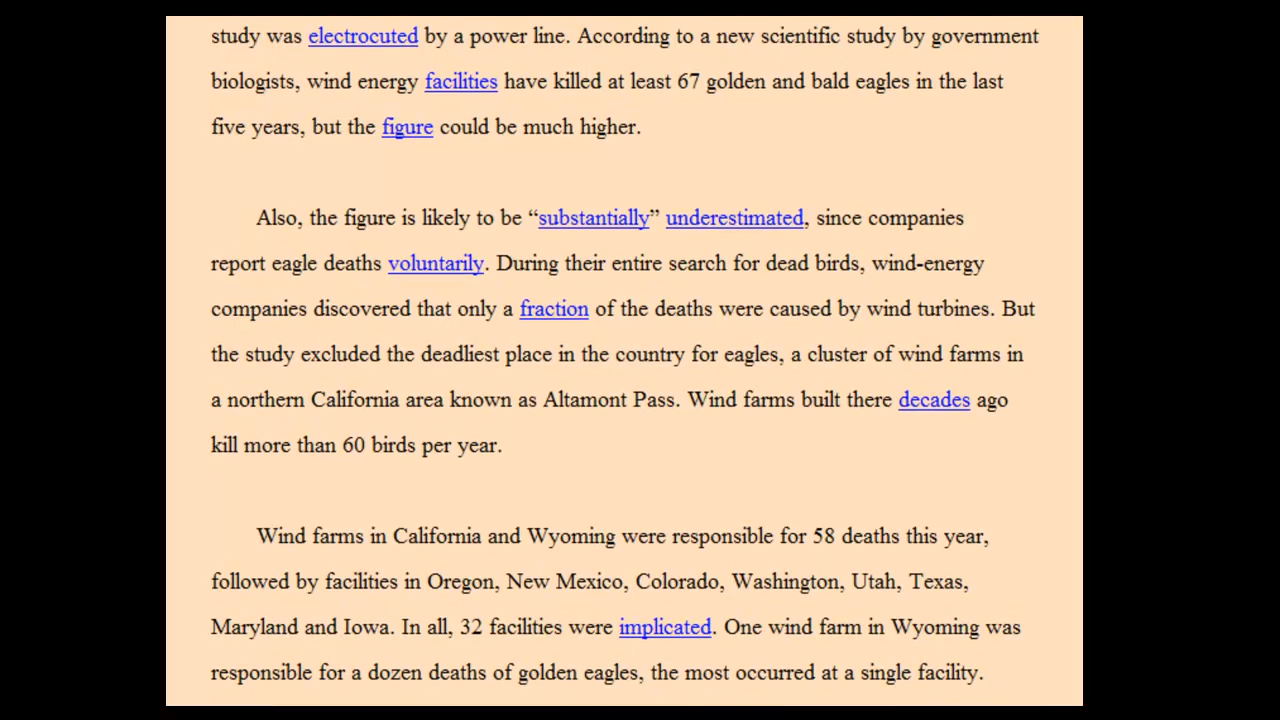 study was electrocuted by a power line. According to a new scientific study by government
biologists, wind energy facilities have killed at least 67 golden and bald eagles in the last
five years, but the figure could be much higher.
Also, the figure is likely to be “substantially” underestimated, since companies
report eagle deaths voluntarily. During their entire search for dead birds, wind-energy
companies discovered that only a fraction of the deaths were caused by wind turbines. But
the study excluded the deadliest place in the country for eagles, a cluster of wind farms in
a northern California area known as Altamont Pass. Wind farms built there decades ago
kill more than 60 birds per year.
Wind farms in California and Wyoming were responsible for 58 deaths this year,
followed by facilities in Oregon, New Mexico, Colorado, Washington, Utah, Texas,
Maryland and Iowa. In all, 32 facilities were implicated. One wind farm in Wyoming was
responsible for a dozen deaths of golden eagles, the most occurred at a single facility.